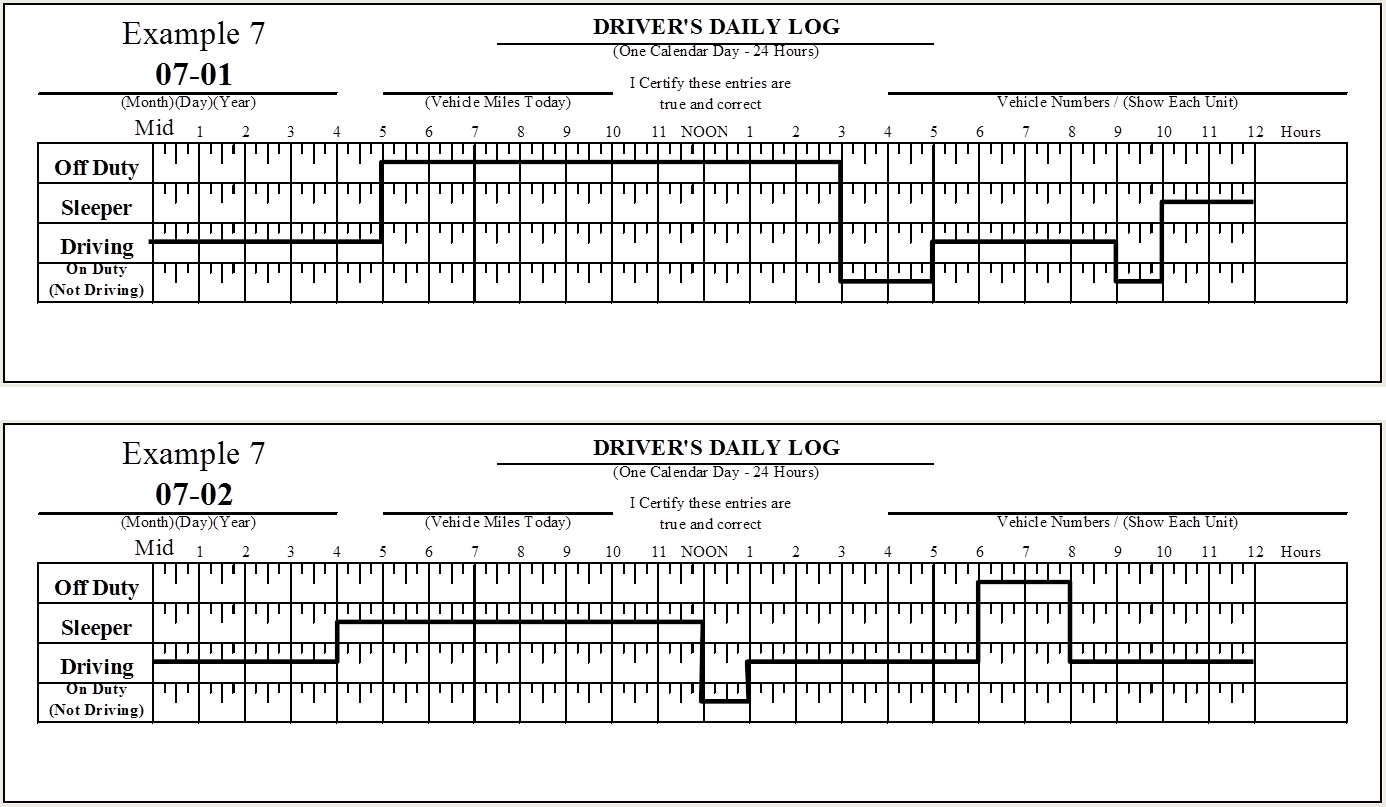 Example 7
DRIVER'S DAILY LOG
(One Calendar Day - 24 Hours)
07-01
I Certify these entries are
true and correct
(Month)(Day)(Year)
(Vehicle Miles Today)
Vehicle Numbers / (Show Each Unit)
Mid 1 2 3 4 5 6 7 8 9 10 11 NOON 1 2 3 4 5 6 7 8 9 10 11 12 Hours
Off Duty
Sleeper
Driving
On Duty
(Not Driving)
Example 7
DRIVER'S DAILY LOG
(One Calendar Day - 24 Hours)
07-02
I Certify these entries are
true and correct
(Month)(Day)(Year)
(Vehicle Miles Today)
Vehicle Numbers / (Show Each Unit)
Mid 1 2 3 4 5 6 7 8 9 10 11 NOON 1 2 3 4 5 6 7 8 9 10 11 12 Hours
Off Duty
Sleeper
Driving
On Duty
(Not Driving)